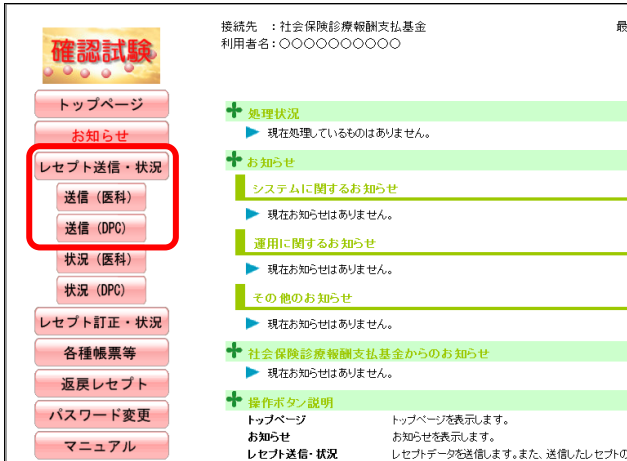 接続先 ：社会保険診療報酬支払基金
最
利用者名：○○○○○○○○○○
確認試験
トップページ
お知らせ
レセプト送信・状況
送信（医科）
送信（DPC）
状況（医科）
状況（DPC）
レセプト訂正・状況
各種帳票等
返戻レセプト
パスワード変更
マニュアル
処理状況
現在処理しているものはありません。
お知らせ
システムに関するお知らせ
現在お知らせはありません。
運用に関するお知らせ
現在お知らせはありません。
その他のお知らせ
現在お知らせはありません。
社会保険診療報酬支払基金からのお知らせ
現在お知らせはありません。
操作ボタン説明
トップページ トップページを表示します。
お知らせ お知らせを表示します。
レセプト送信・状況 レセプトデータを送信します。また、送信したレセプトの